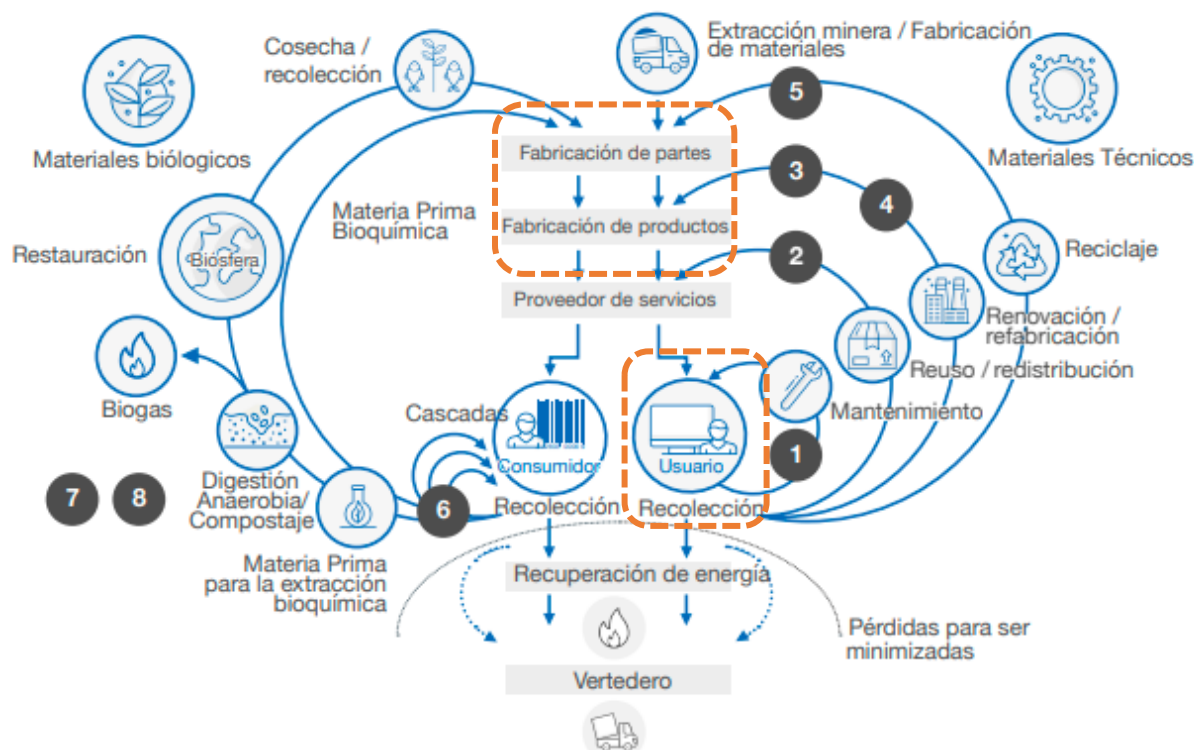 Cosecha /
recolección
Extracción minera / Fabricación
de materiales
5
Materiales biólogicos
Materiales Técnicos
Fabricación de partes
3
4
Materia Prima
Bioquímica
Fabricación de productos
Restauración
Biósfera
2
Reciclaje
Proveedor de servicios
Renovación /
refabricación
Reuso / redistribución
Biogas
Cascadas
Mantenimiento
Consumidor
Usuario
1
7
8
Digestión
Anaerobia/
Compostaje
6
Recolección
Recolección
Materia Prima
para la extracción
bioquímica
Recuperación de energía
Pérdidas para ser
minimizadas
Vertedero